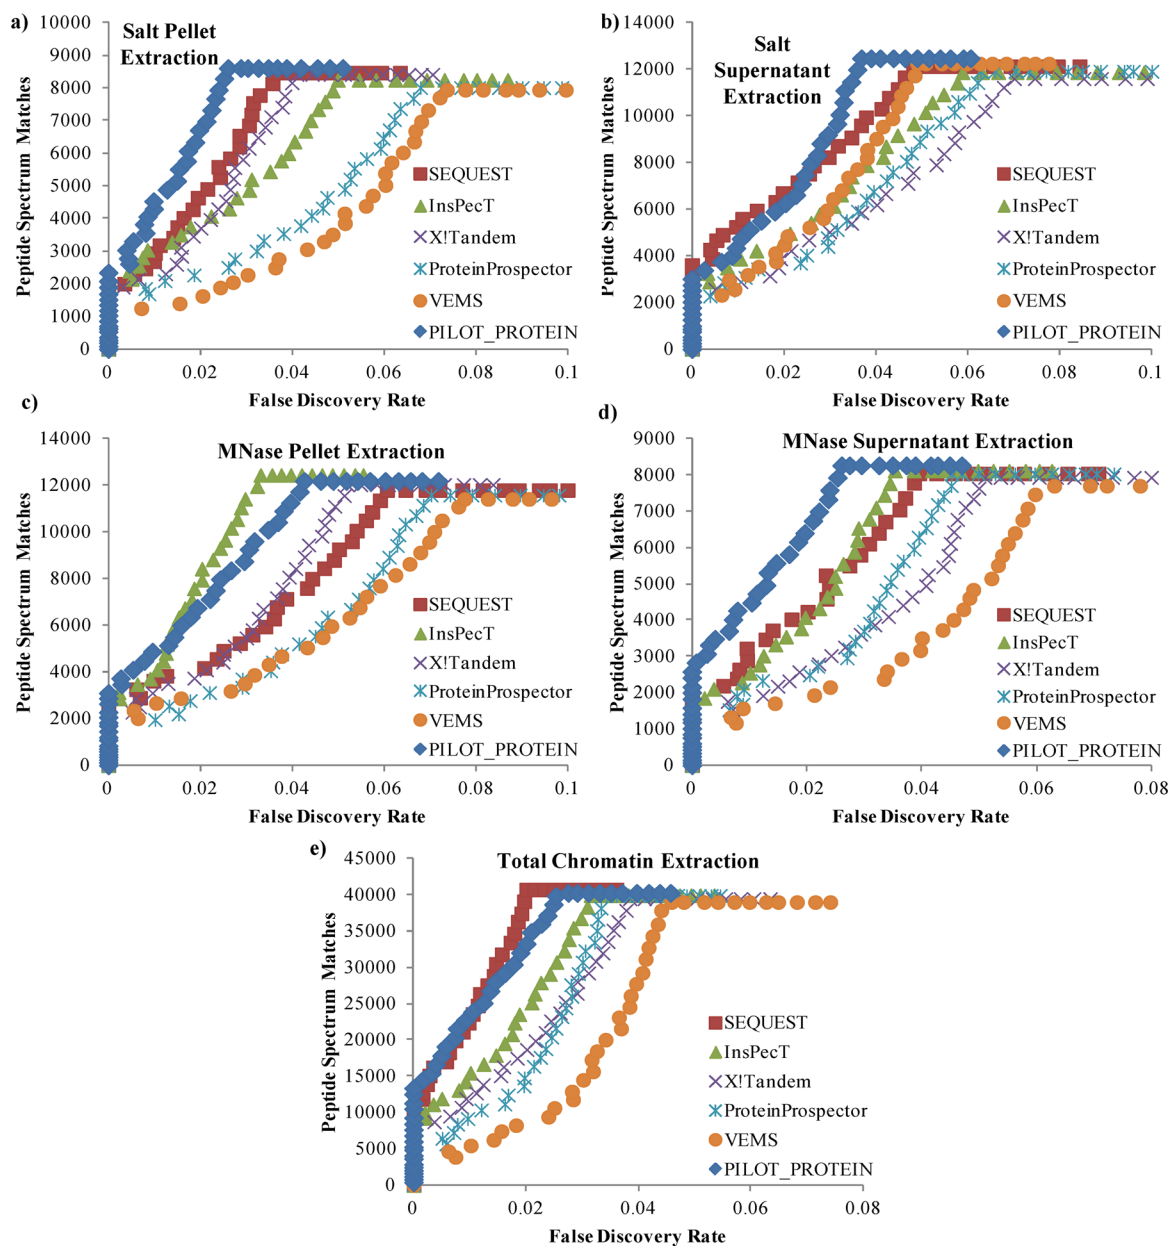 a)
Salt Pellet
Extraction
10000
9000
8000
7000
6000
5000
4000
3000
2000
1000
0
Peptide Spectrum Matches
SEQUEST
InsPecT
X!Tandem
ProteinProspector
VEMS
PILOT_PROTEIN
0 0.02 0.04 0.06 0.08 0.1
False Discovery Rate
b)
Salt
Supernatant
Extraction
14000
12000
10000
8000
6000
4000
2000
0
Peptide Spectrum Matches
SEQUEST
InsPecT
X!Tandem
ProteinProspector
VEMS
PILOT_PROTEIN
0 0.02 0.04 0.06 0.08 0.1
False Discovery Rate
c)
MNase Pellet Extraction
14000
12000
10000
8000
6000
4000
2000
0
Peptide Spectrum Matches
SEQUEST
InsPecT
X!Tandem
ProteinProspector
VEMS
PILOT_PROTEIN
0 0.02 0.04 0.06 0.08 0.1
False Discovery Rate
d)
MNase Supernatant Extraction
9000
8000
7000
6000
5000
4000
3000
2000
1000
0
Peptide Spectrum Matches
SEQUEST
InsPecT
X!Tandem
ProteinProspector
VEMS
PILOT_PROTEIN
0 0.02 0.04 0.06 0.08
False Discovery Rate
e)
Total Chromatin Extraction
45000
40000
35000
30000
25000
20000
15000
10000
5000
0
Peptide Spectrum Matches
SEQUEST
InsPecT
X!Tandem
ProteinProspector
VEMS
PILOT_PROTEIN
0 0.02 0.04 0.06 0.08
False Discovery Rate